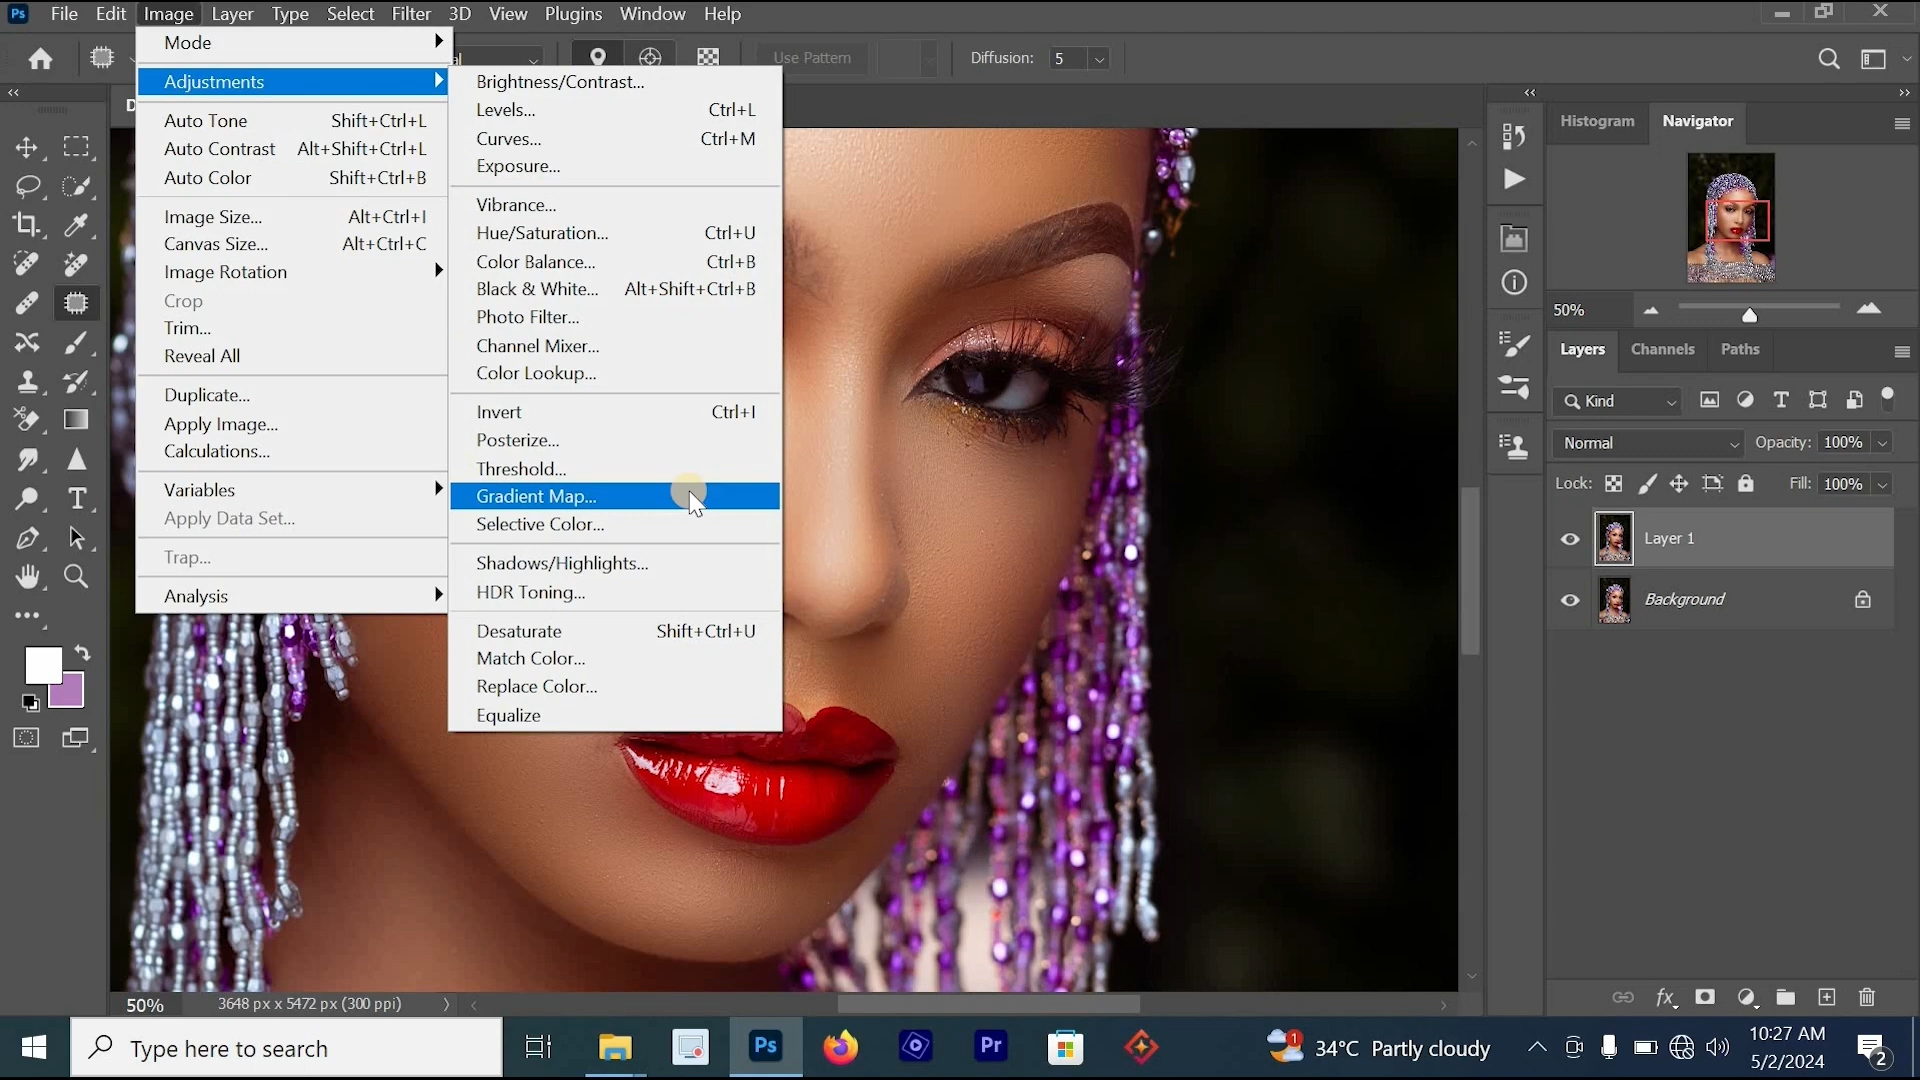 Ps File Edit Image Layer Type Select Filter 3D View Plugins Window Help
Use Pattern Diffusion: 5
Mode
Adjustments
Auto Tone Shift+Ctrl+L
Auto Contrast Alt+Shift+Ctrl+L
Auto Color Shift+Ctrl+B
Image Size... Alt+Ctrl+I
Canvas Size... Alt+Ctrl+C
Image Rotation
Crop
Trim...
Reveal All
Duplicate...
Apply Image...
Calculations...
Variables
Apply Data Set...
Trap...
Analysis
Brightness/Contrast...
Levels... Ctrl+L
Curves... Ctrl+M
Exposure...
Vibrance...
Hue/Saturation... Ctrl+U
Color Balance... Ctrl+B
Black & White... Alt+Shift+Ctrl+B
Photo Filter...
Channel Mixer...
Color Lookup...
Invert Ctrl+I
Posterize...
Threshold...
Gradient Map...
Selective Color...
Shadows/Highlights...
HDR Toning...
Desaturate Shift+Ctrl+U
Match Color...
Replace Color...
Equalize
Histogram Navigator
50%
Layers Channels Paths
Kind
Normal Opacity: 100%
Lock: Fill: 100%
Layer 1
Background
fx
50% 3648 px x 5472 px (300 ppi)
Type here to search
Ps
Pr
1
34°C Partly cloudy
10:27 AM
5/2/2024
2